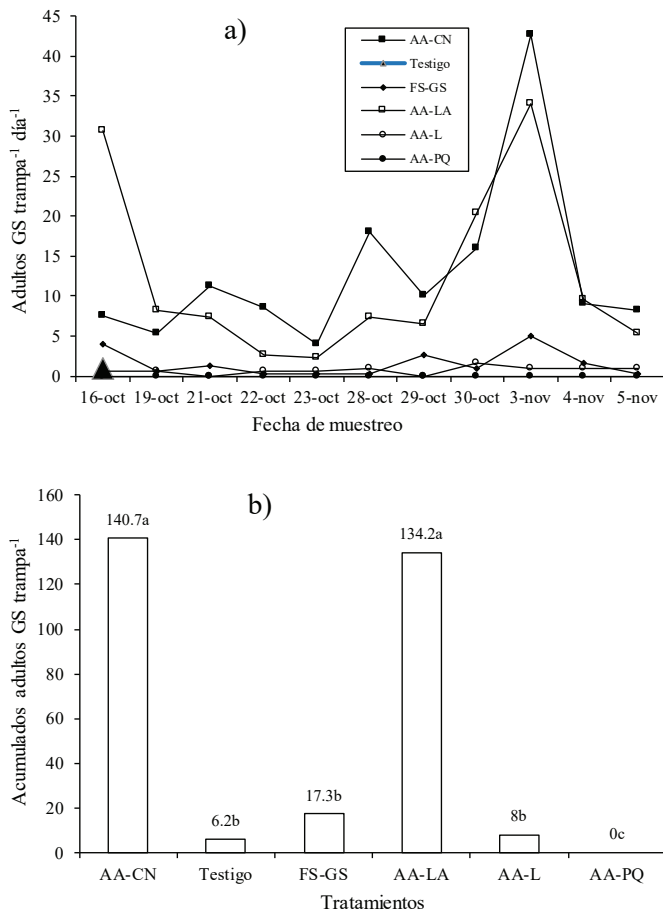 a)
45
40
35
30
25
20
15
10
5
0
Adultos GS trampa⁻¹ día⁻¹
AA-CN
Testigo
FS-GS
AA-LA
AA-L
AA-PQ
16-oct 19-oct 21-oct 22-oct 23-oct 28-oct 29-oct 30-oct 3-nov 4-nov 5-nov
Fecha de muestreo
b)
160
140
120
100
80
60
40
20
0
Acumulados adultos GS trampa⁻¹
140.7a
6.2b
17.3b
134.2a
8b
0c
AA-CN Testigo FS-GS AA-LA AA-L AA-PQ
Tratamientos